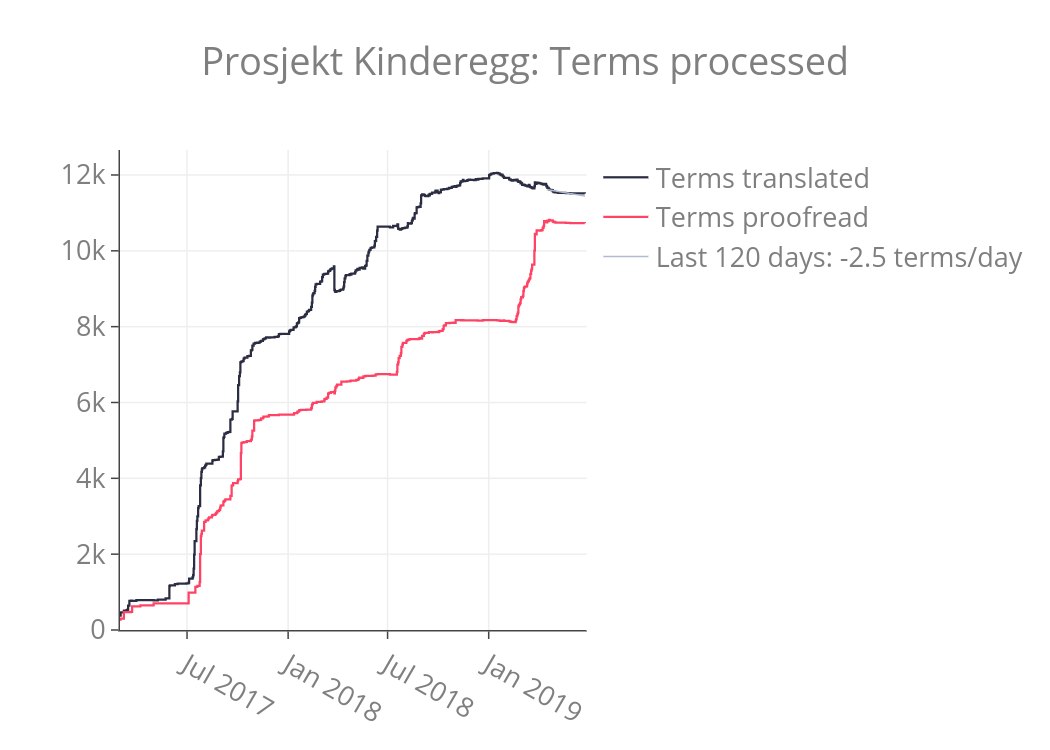 Prosjekt Kinderegg: Terms processed
Terms translated
Terms proofread
Last 120 days: -2.5 terms/day
12k
10k
8k
6k
4k
2k
0
Jul 2017
Jan 2018
Jul 2018
Jan 2019